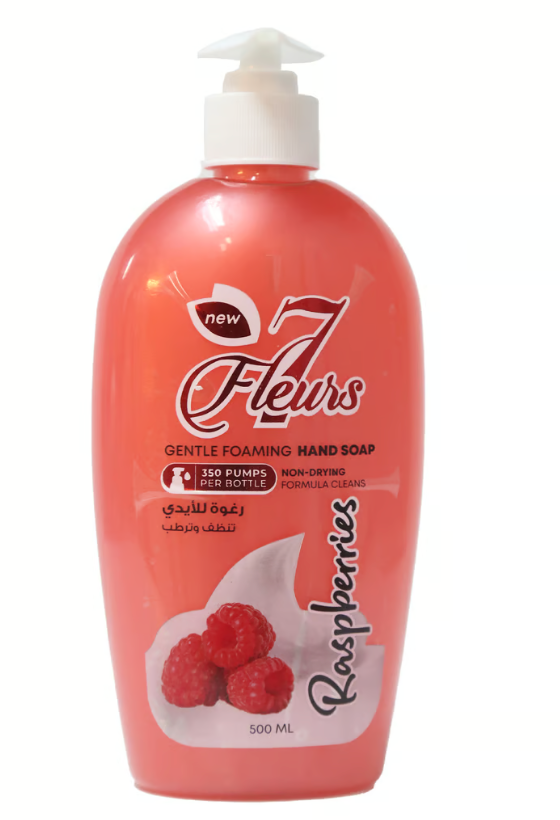 new
7
Fleurs
GENTLE FOAMING HAND SOAP
350 PUMPS
PER BOTTLE
NON-DRYING
FORMULA CLEANS
رغوة للأيدي
تنظف وترطب
Raspberries
500 ML